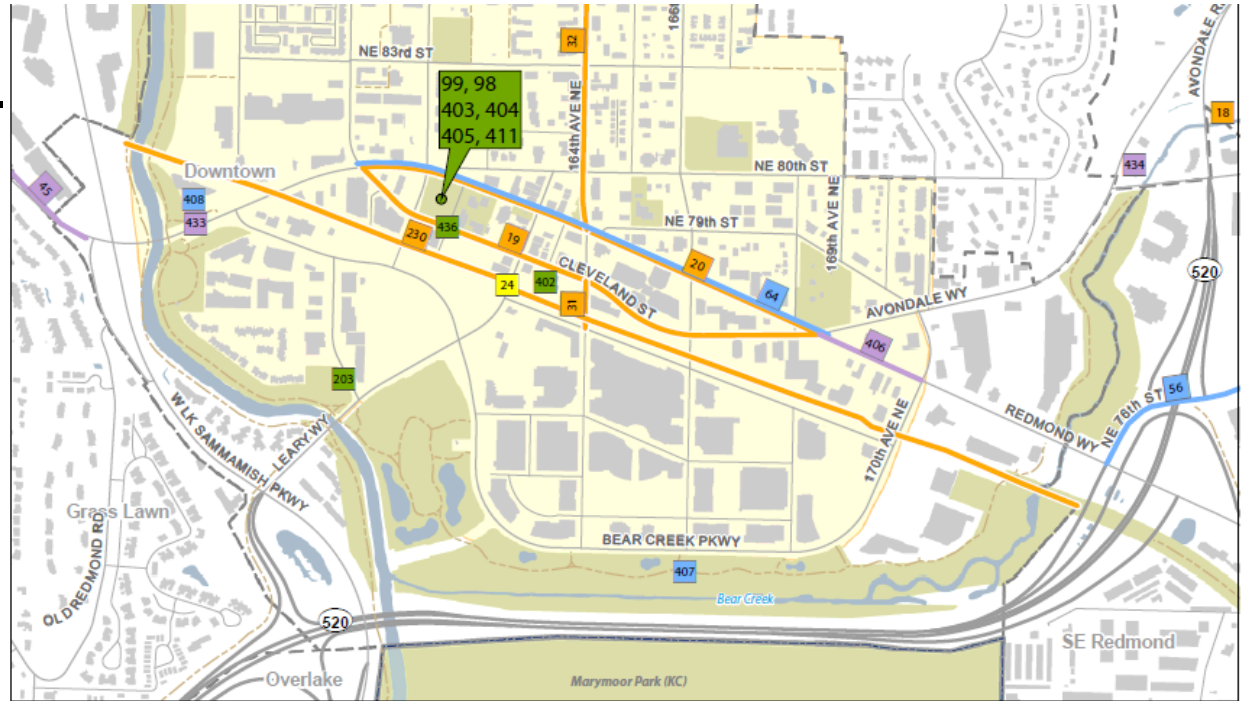 166t
AVONDALE RD
32
NE 83rd ST
99, 98
403, 404
405, 411
164th AVE NE
18
434
NE 80th ST
Downtown
45
408
433
169th AVE NE
NE 79th ST
436
230
19
20
520
CLEVELAND ST
24
402
31
64
AVONDALE WY
406
203
56
NE 76th ST
REDMOND WY
170th AVE NE
LEARY WY
W LK SAMMAMISH PKWY
Grass Lawn
OLD REDMOND RD
BEAR CREEK PKWY
407
Bear Creek
520
SE Redmond
Overlake
Marymoor Park (KC)